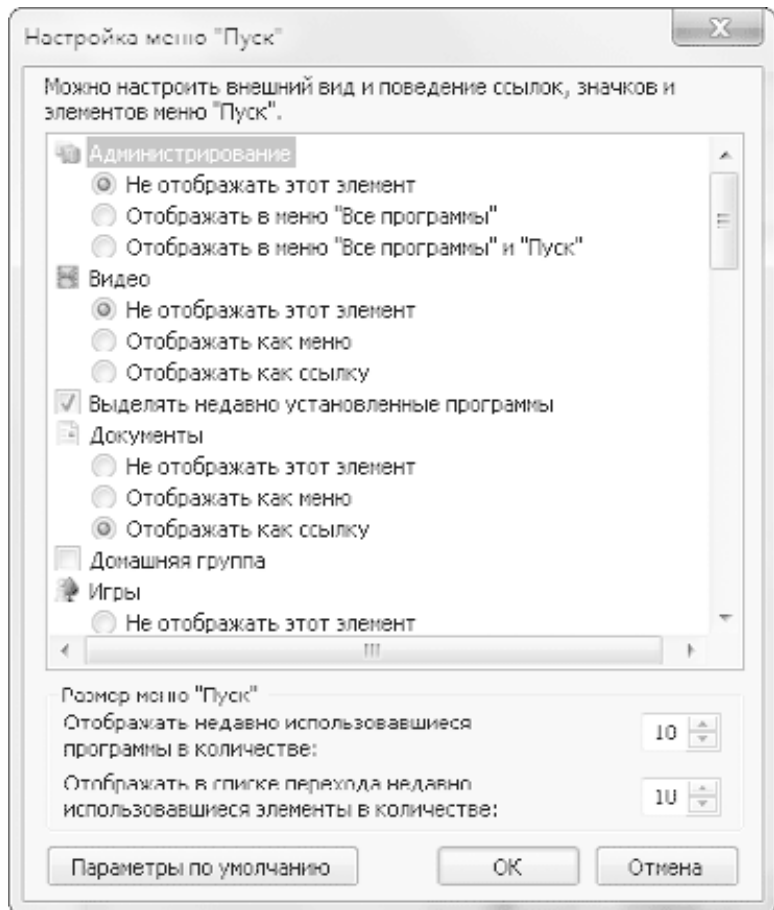 Настройка меню "Пуск"
Можно настроить внешний вид и поведение ссылок, значков и
элементов меню "Пуск".
Администрирование
Не отображать этот элемент
Отображать в меню "Все программы"
Отображать в меню "Все программы" и "Пуск"
Видео
Не отображать этот элемент
Отображать как меню
Отображать как ссылку
Выделять недавно установленные программы
Документы
Не отображать этот элемент
Отображать как меню
Отображать как ссылку
Домашняя группа
Игры
Не отображать этот элемент
Размер меню "Пуск"
Отображать недавно использовавшиеся
программы в количестве:
10
Отображать в списке перехода недавно
использовавшиеся элементы в количестве:
10
Параметры по умолчанию
ОК
Отмена